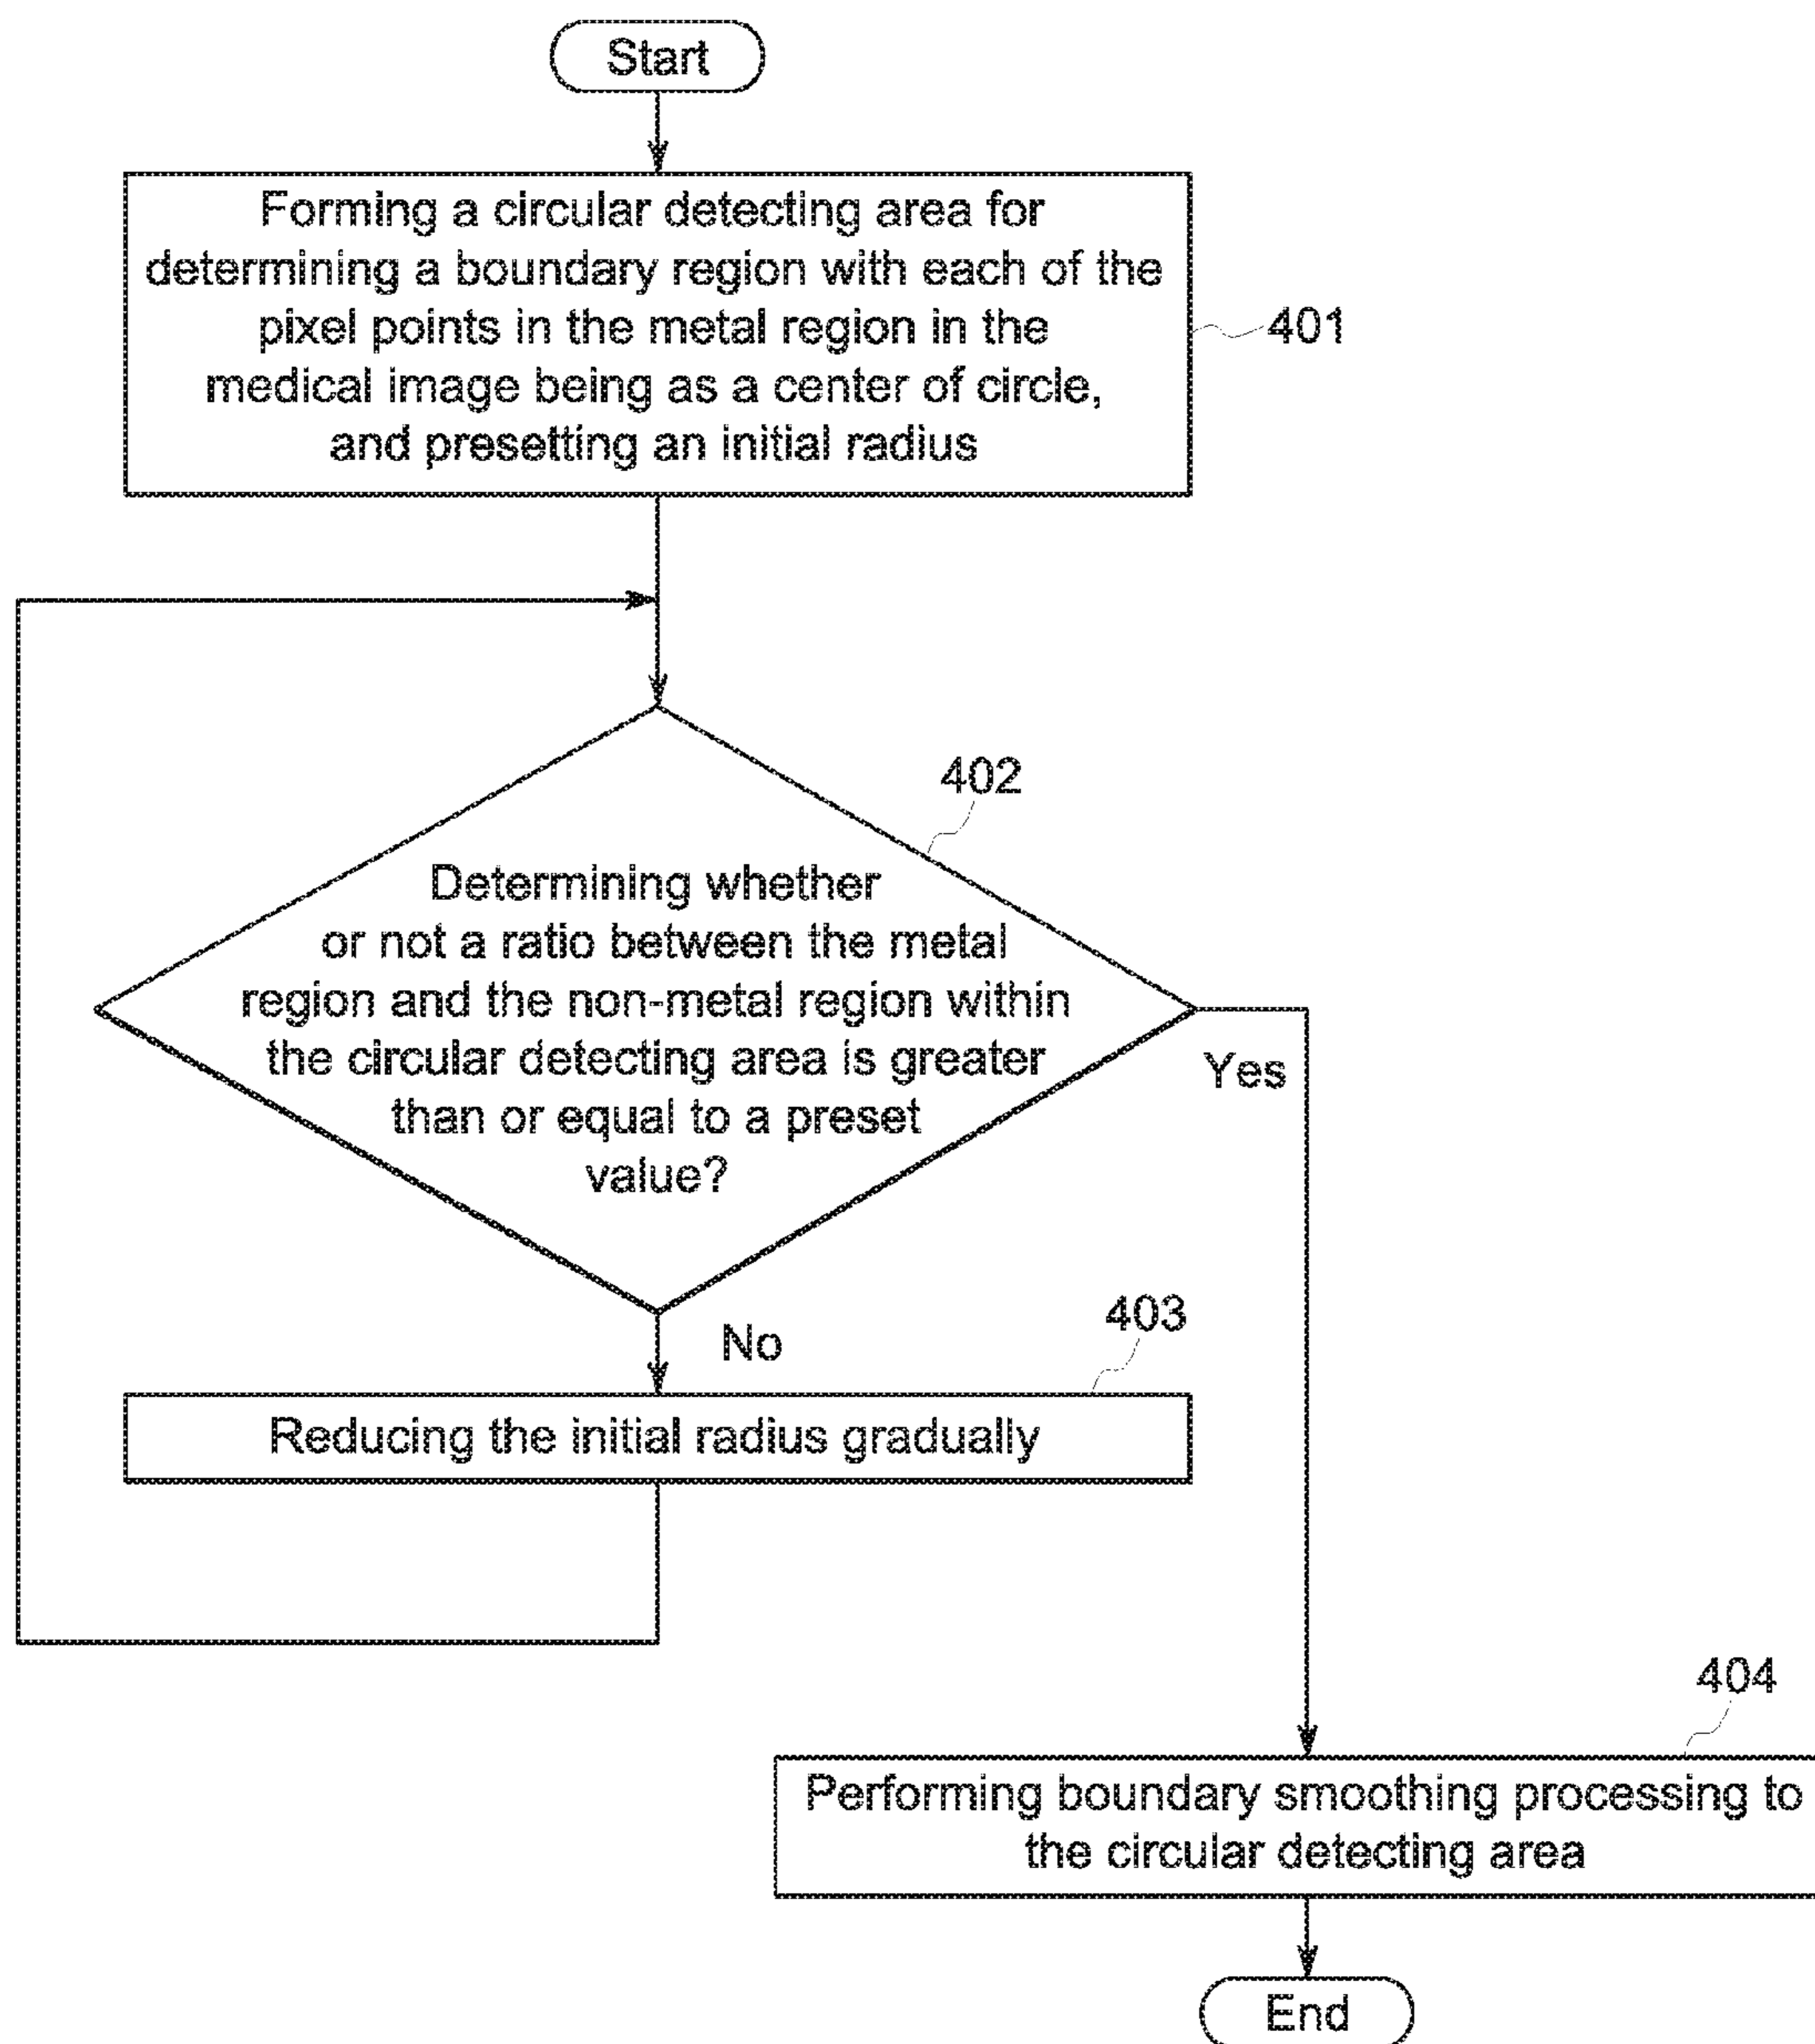 Start
Forming a circular detecting area for
determining a boundary region with each of the
pixel points in the metal region in the
medical image being as a center of circle,
and presetting an initial radius
401
402
Determining whether
or not a ratio between the metal
region and the non-metal region within
the circular detecting area is greater
than or equal to a preset
value?
Yes
No
403
Reducing the initial radius gradually
404
Performing boundary smoothing processing to
the circular detecting area
End